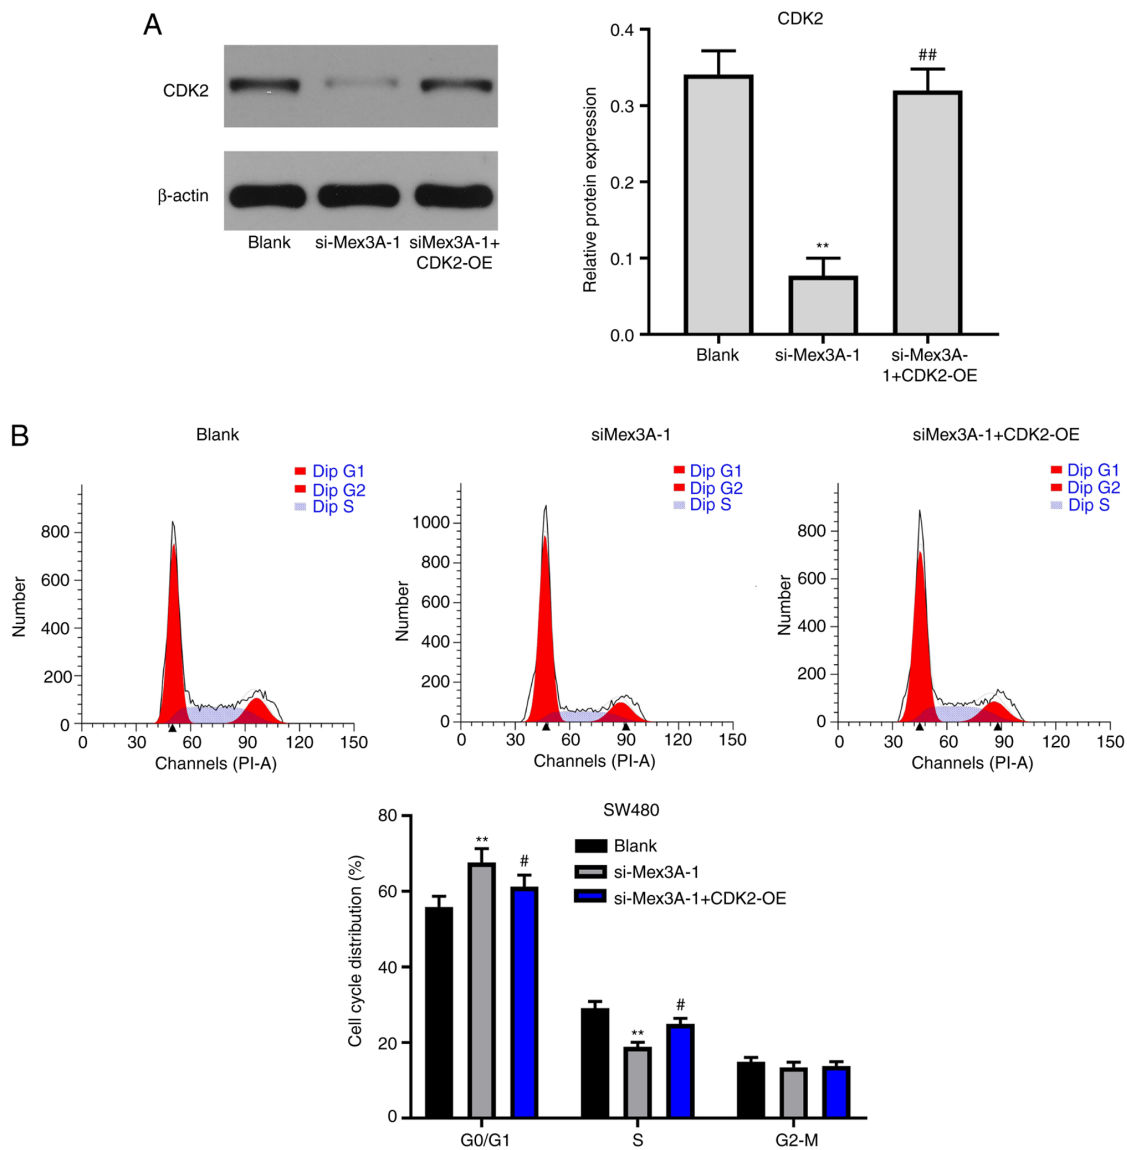 A
CDK2
β-actin
Blank
si-Mex3A-1
siMex3A-1+
CDK2-OE
CDK2
Relative protein expression
0.4
0.3
0.2
0.1
0.0
##
**
Blank
si-Mex3A-1
si-Mex3A-
1+CDK2-OE
B
Blank
Dip G1
Dip G2
Dip S
Number
800
600
400
200
0
0 30 60 90 120 150
Channels (PI-A)
siMex3A-1
Dip G1
Dip G2
Dip S
Number
1000
800
600
400
200
0
0 30 60 90 120 150
Channels (PI-A)
siMex3A-1+CDK2-OE
Dip G1
Dip G2
Dip S
Number
800
600
400
200
0
0 30 60 90 120 150
Channels (PI-A)
SW480
Blank
si-Mex3A-1
si-Mex3A-1+CDK2-OE
Cell cycle distribution (%)
80
60
40
20
0
**
#
**
#
G0/G1
S
G2-M